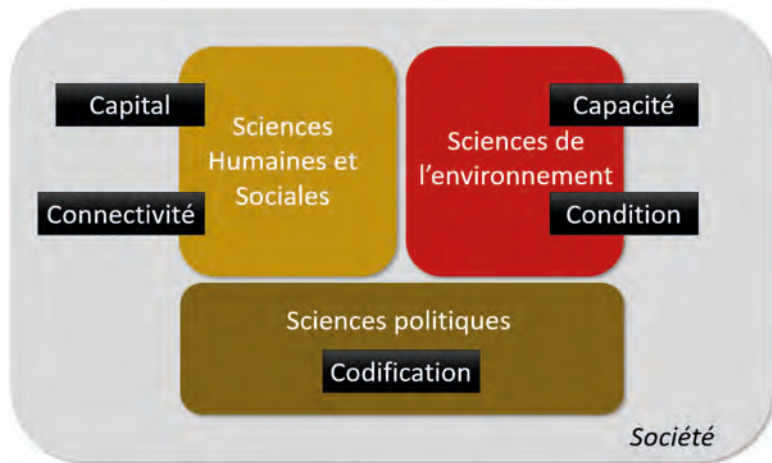 Capital
Sciences
Humaines et
Sociales
Connectivité
Capacité
Sciences de
l'environnement
Condition
Sciences politiques
Codification
Société